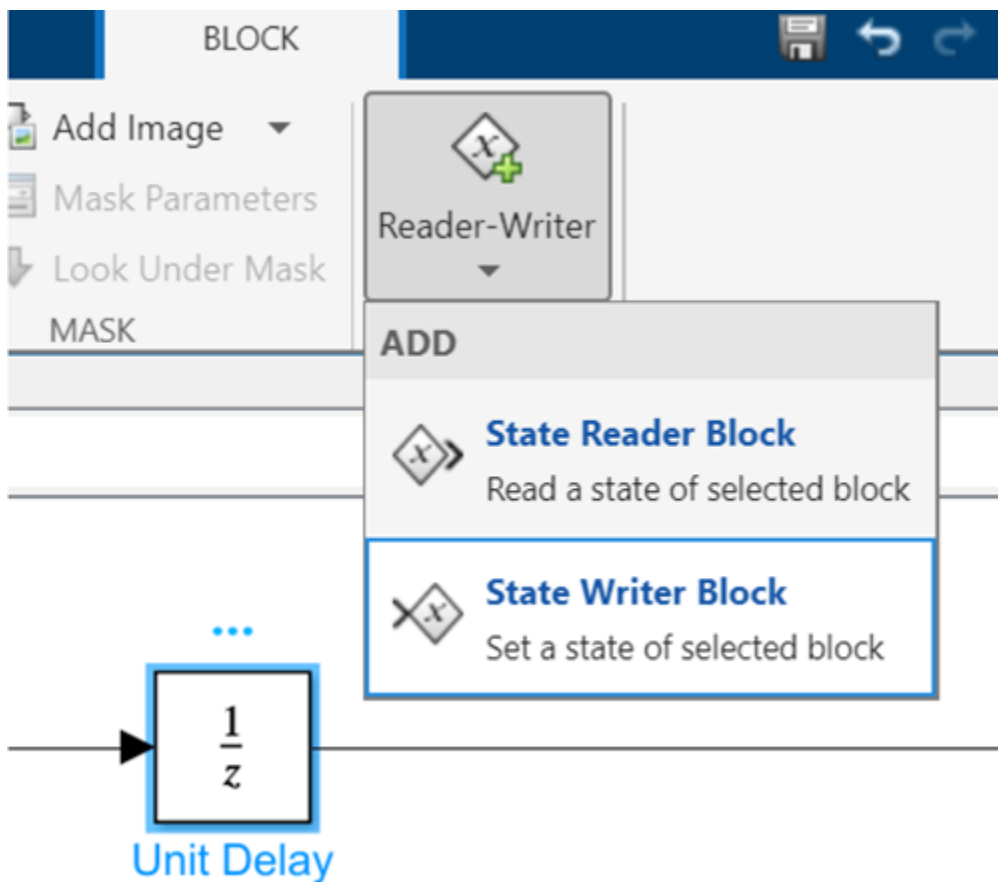 BLOCK
Add Image
Mask Parameters
Look Under Mask
MASK
x
Reader-Writer
ADD
x
State Reader Block
Read a state of selected block
x
State Writer Block
Set a state of selected block
...
1
z
Unit Delay